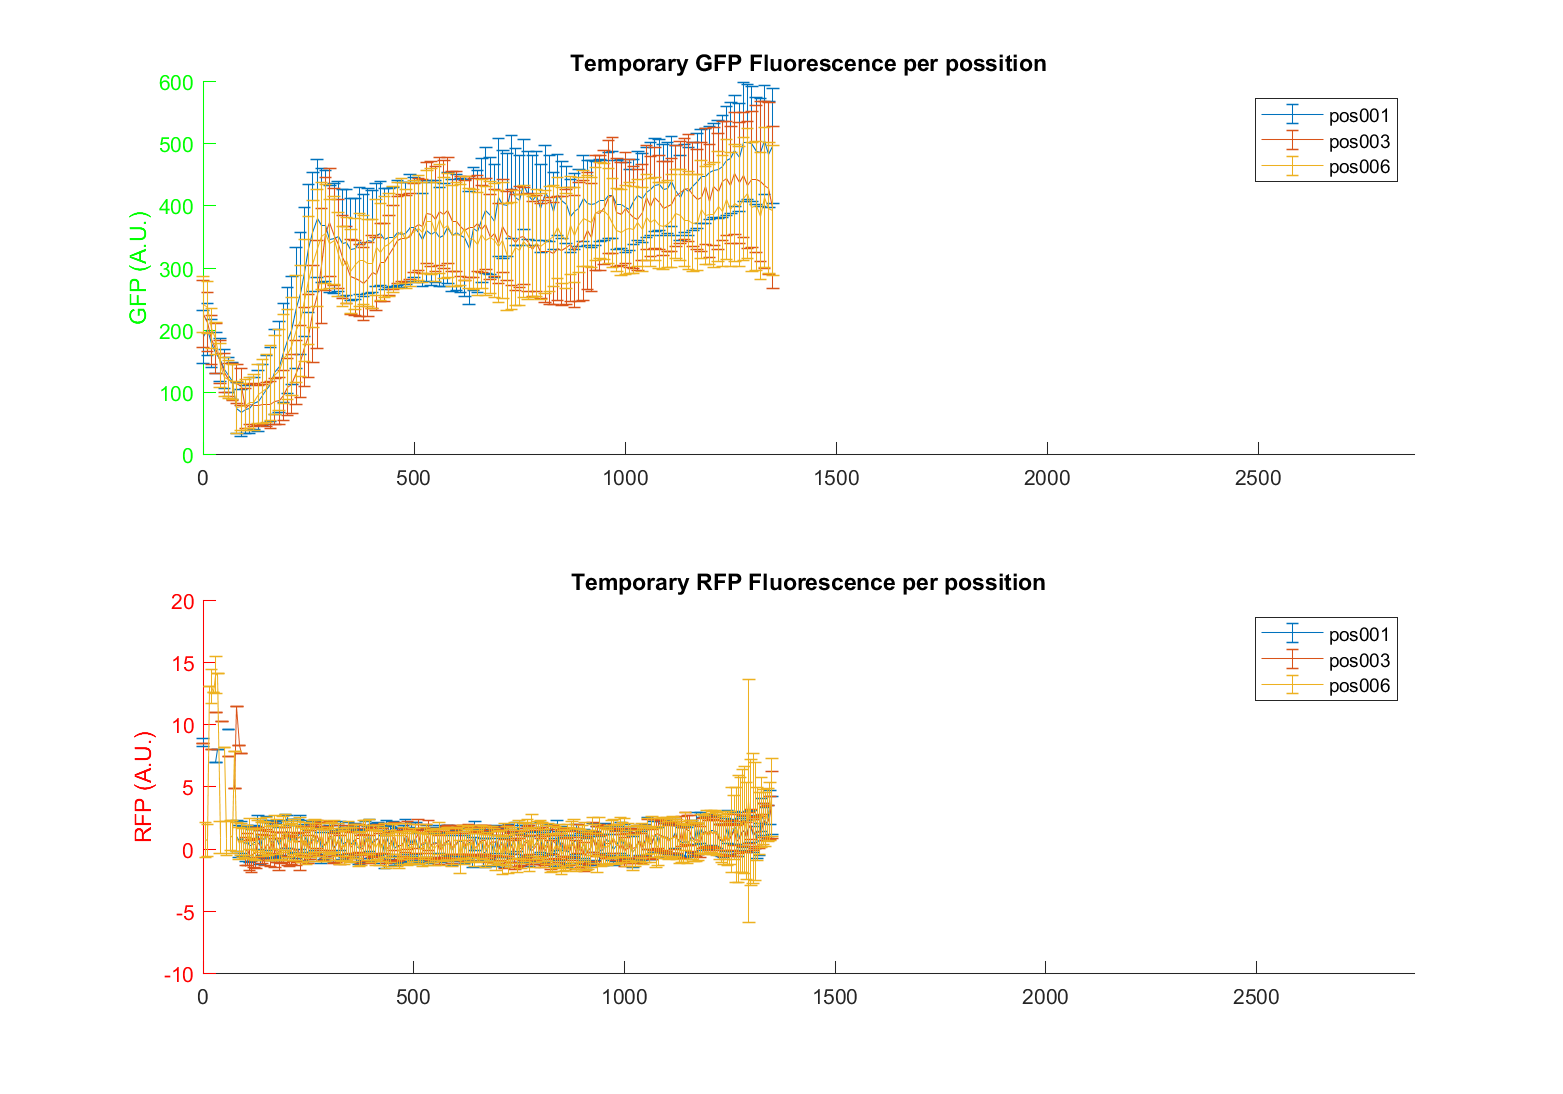 Temporary GFP Fluorescence per possition
600
500
400
300
200
100
0
GFP (A.U.)
0 500 1000 1500 2000 2500
pos001
pos003
pos006
Temporary RFP Fluorescence per possition
20
15
10
5
0
-5
-10
RFP (A.U.)
0 500 1000 1500 2000 2500
pos001
pos003
pos006